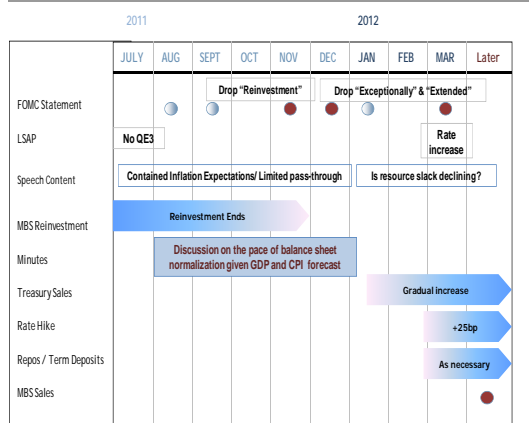 2011 2012
JULY AUG SEPT OCT NOV DEC JAN FEB MAR Later
FOMC Statement
Drop “Reinvestment”
Drop “Exceptionally” & “Extended”
LSAP
No QE3
Rate
increase
Speech Content
Contained Inflation Expectations/ Limited pass-through
Is resource slack declining?
MBS Reinvestment
Reinvestment Ends
Minutes
Discussion on the pace of balance sheet
normalization given GDP and CPI forecast
Treasury Sales
Gradual increase
Rate Hike
+25bp
Repos / Term Deposits
As necessary
MBS Sales